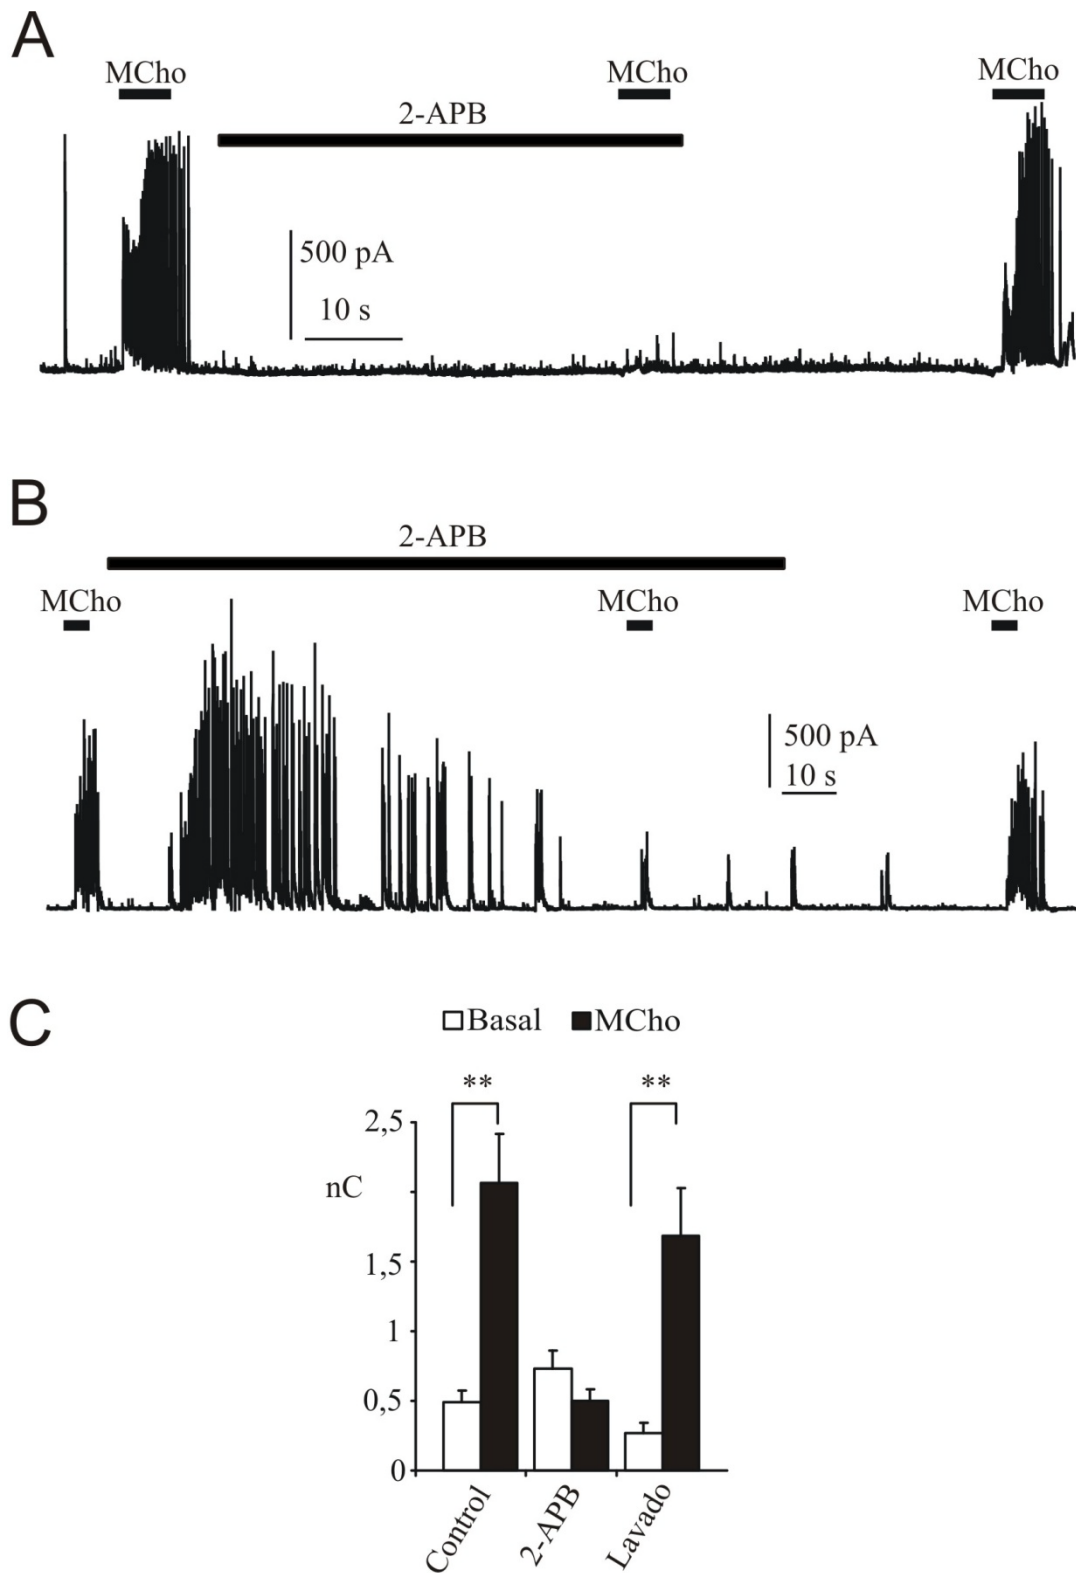 A
MCho MCho MCho
2-APB
500 pA
10 s
B
2-APB
MCho MCho MCho
500 pA
10 s
C
Basal MCho
** **
2,5
nC
1,5
1
0,5
0
Control 2-APB Lavado